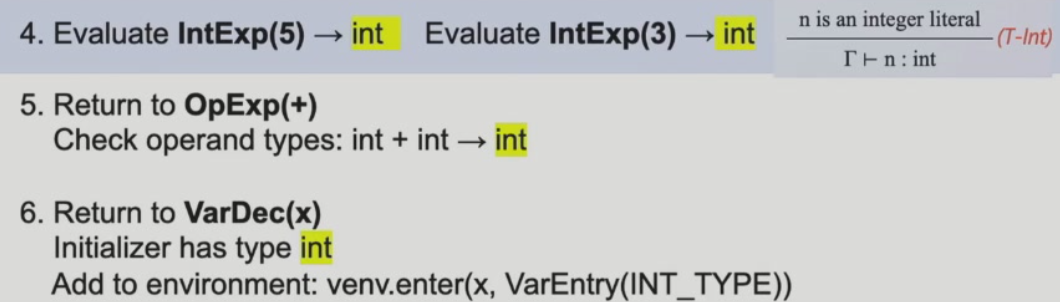 4. Evaluate IntExp(5) → int Evaluate IntExp(3) → int
n is an integer literal
(T-Int)
Γ ⊢ n : int
5. Return to OpExp(+)
Check operand types: int + int → int
6. Return to VarDec(x)
Initializer has type int
Add to environment: venv.enter(x, VarEntry(INT_TYPE))